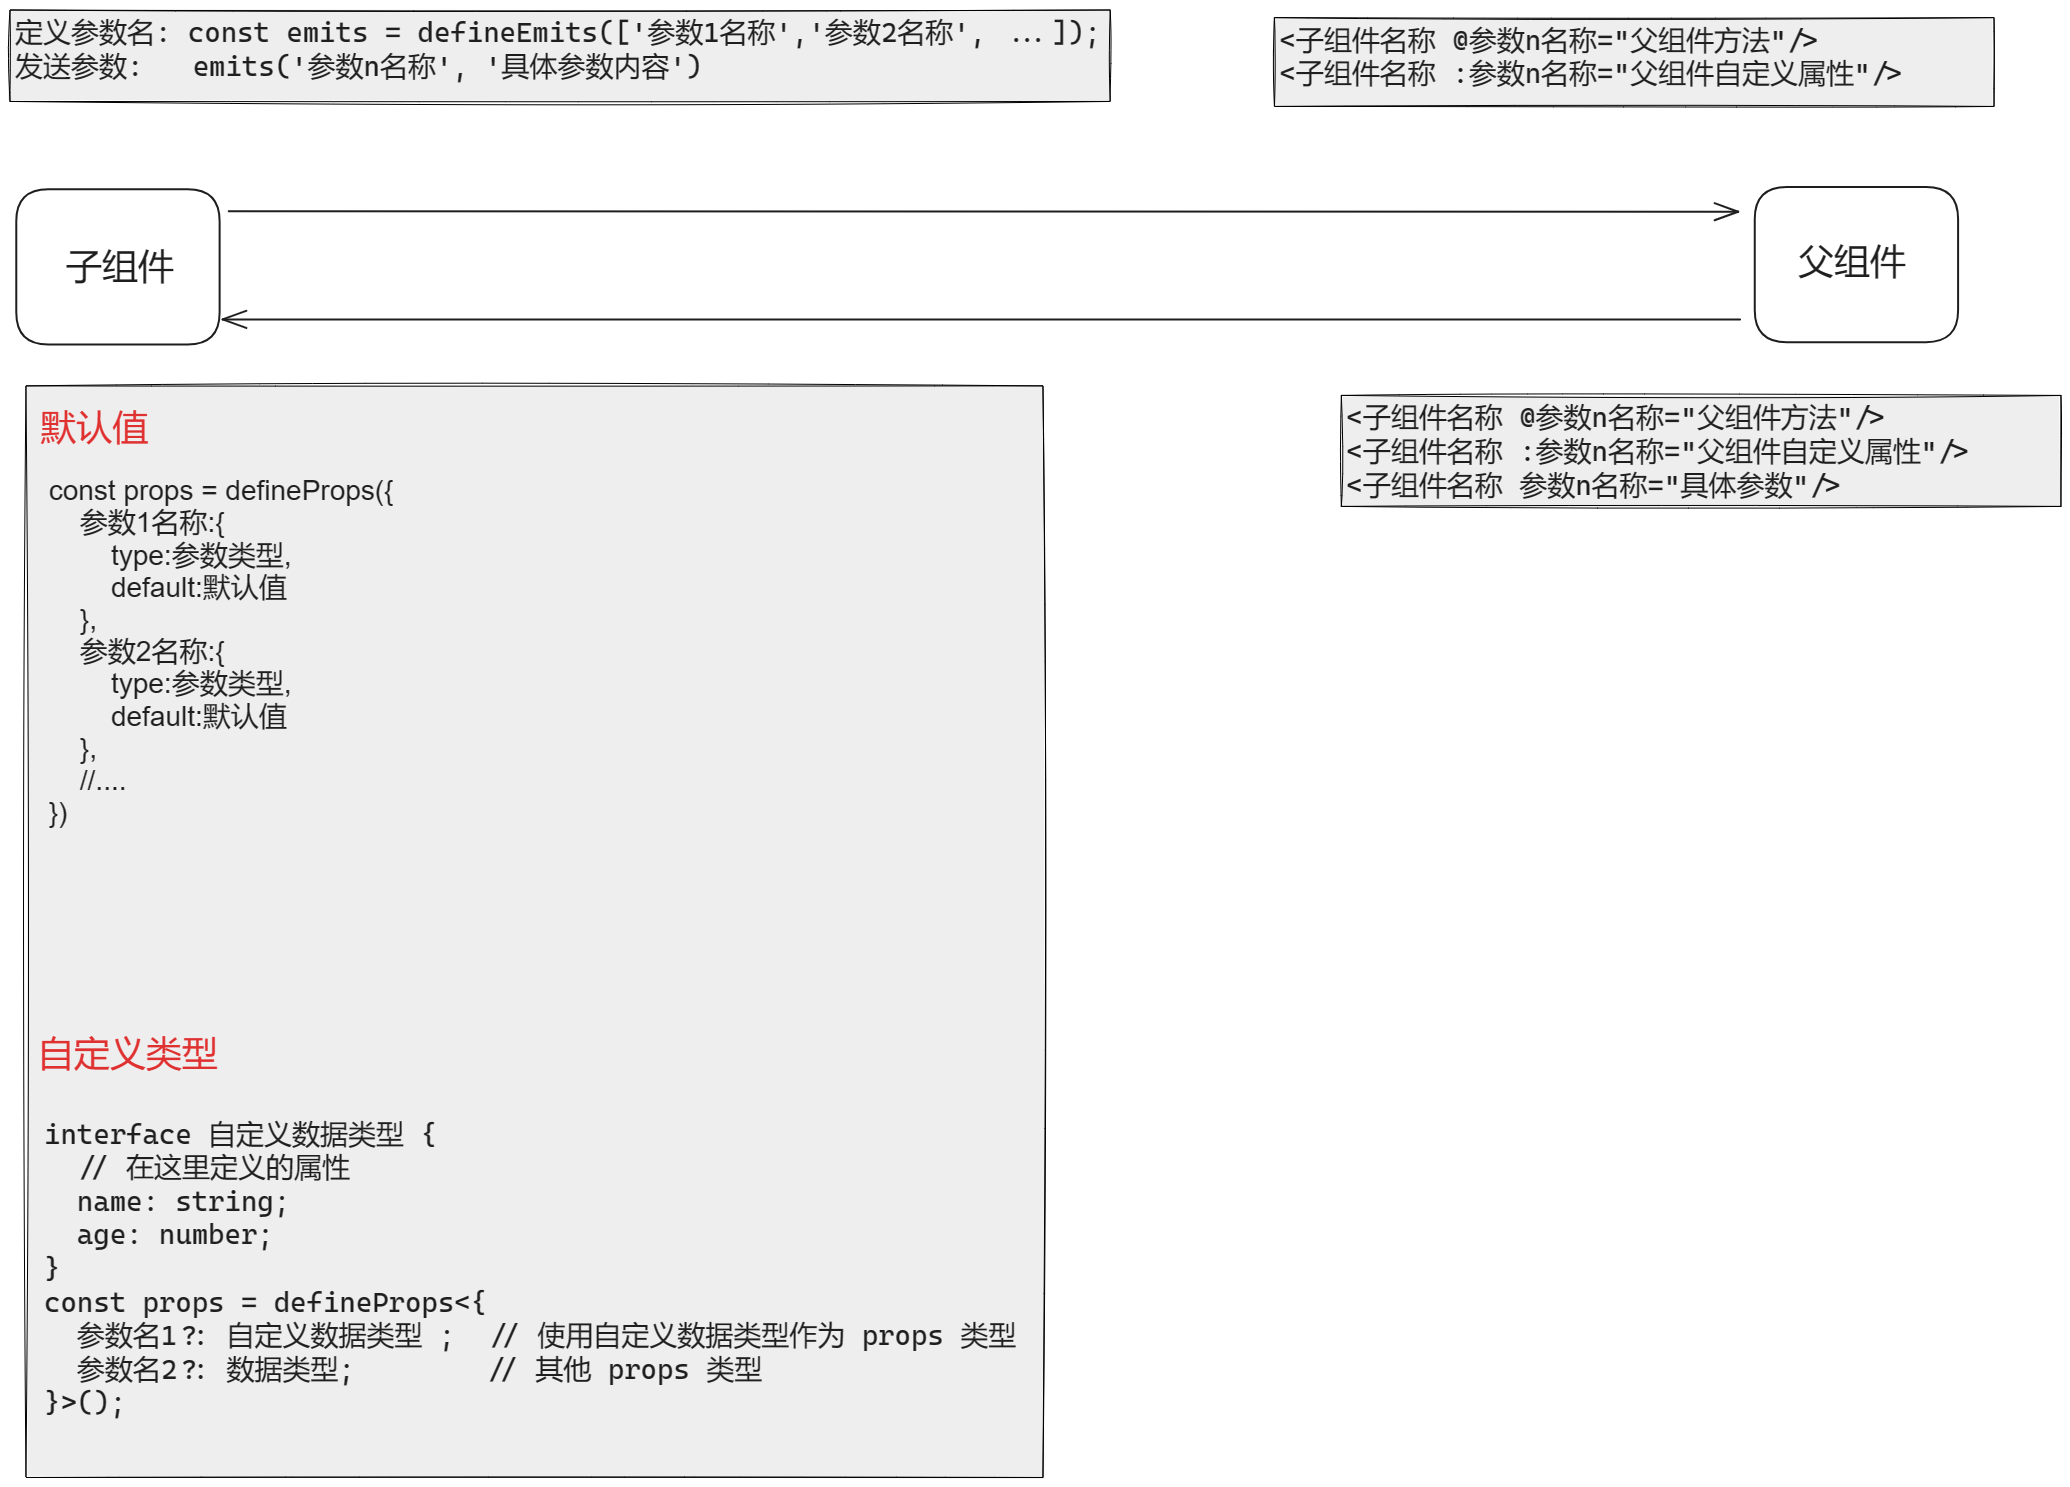 定义参数名: const emits = defineEmits(['参数1名称','参数2名称', ...]);
发送参数:   emits('参数n名称', '具体参数内容')
<子组件名称 @参数n名称="父组件方法"/>
<子组件名称 :参数n名称="父组件自定义属性"/>
子组件
父组件
默认值
const props = defineProps({
    参数1名称:{
        type:参数类型,
        default:默认值
    },
    参数2名称:{
        type:参数类型,
        default:默认值
    },
    //....
})
<子组件名称 @参数n名称="父组件方法"/>
<子组件名称 :参数n名称="父组件自定义属性"/>
<子组件名称 参数n名称="具体参数"/>
自定义类型
interface 自定义数据类型 {
  // 在这里定义的属性
  name: string;
  age: number;
}
const props = defineProps<{
  参数名1?: 自定义数据类型 ;  // 使用自定义数据类型作为 props 类型
  参数名2?: 数据类型;        // 其他 props 类型
}>();